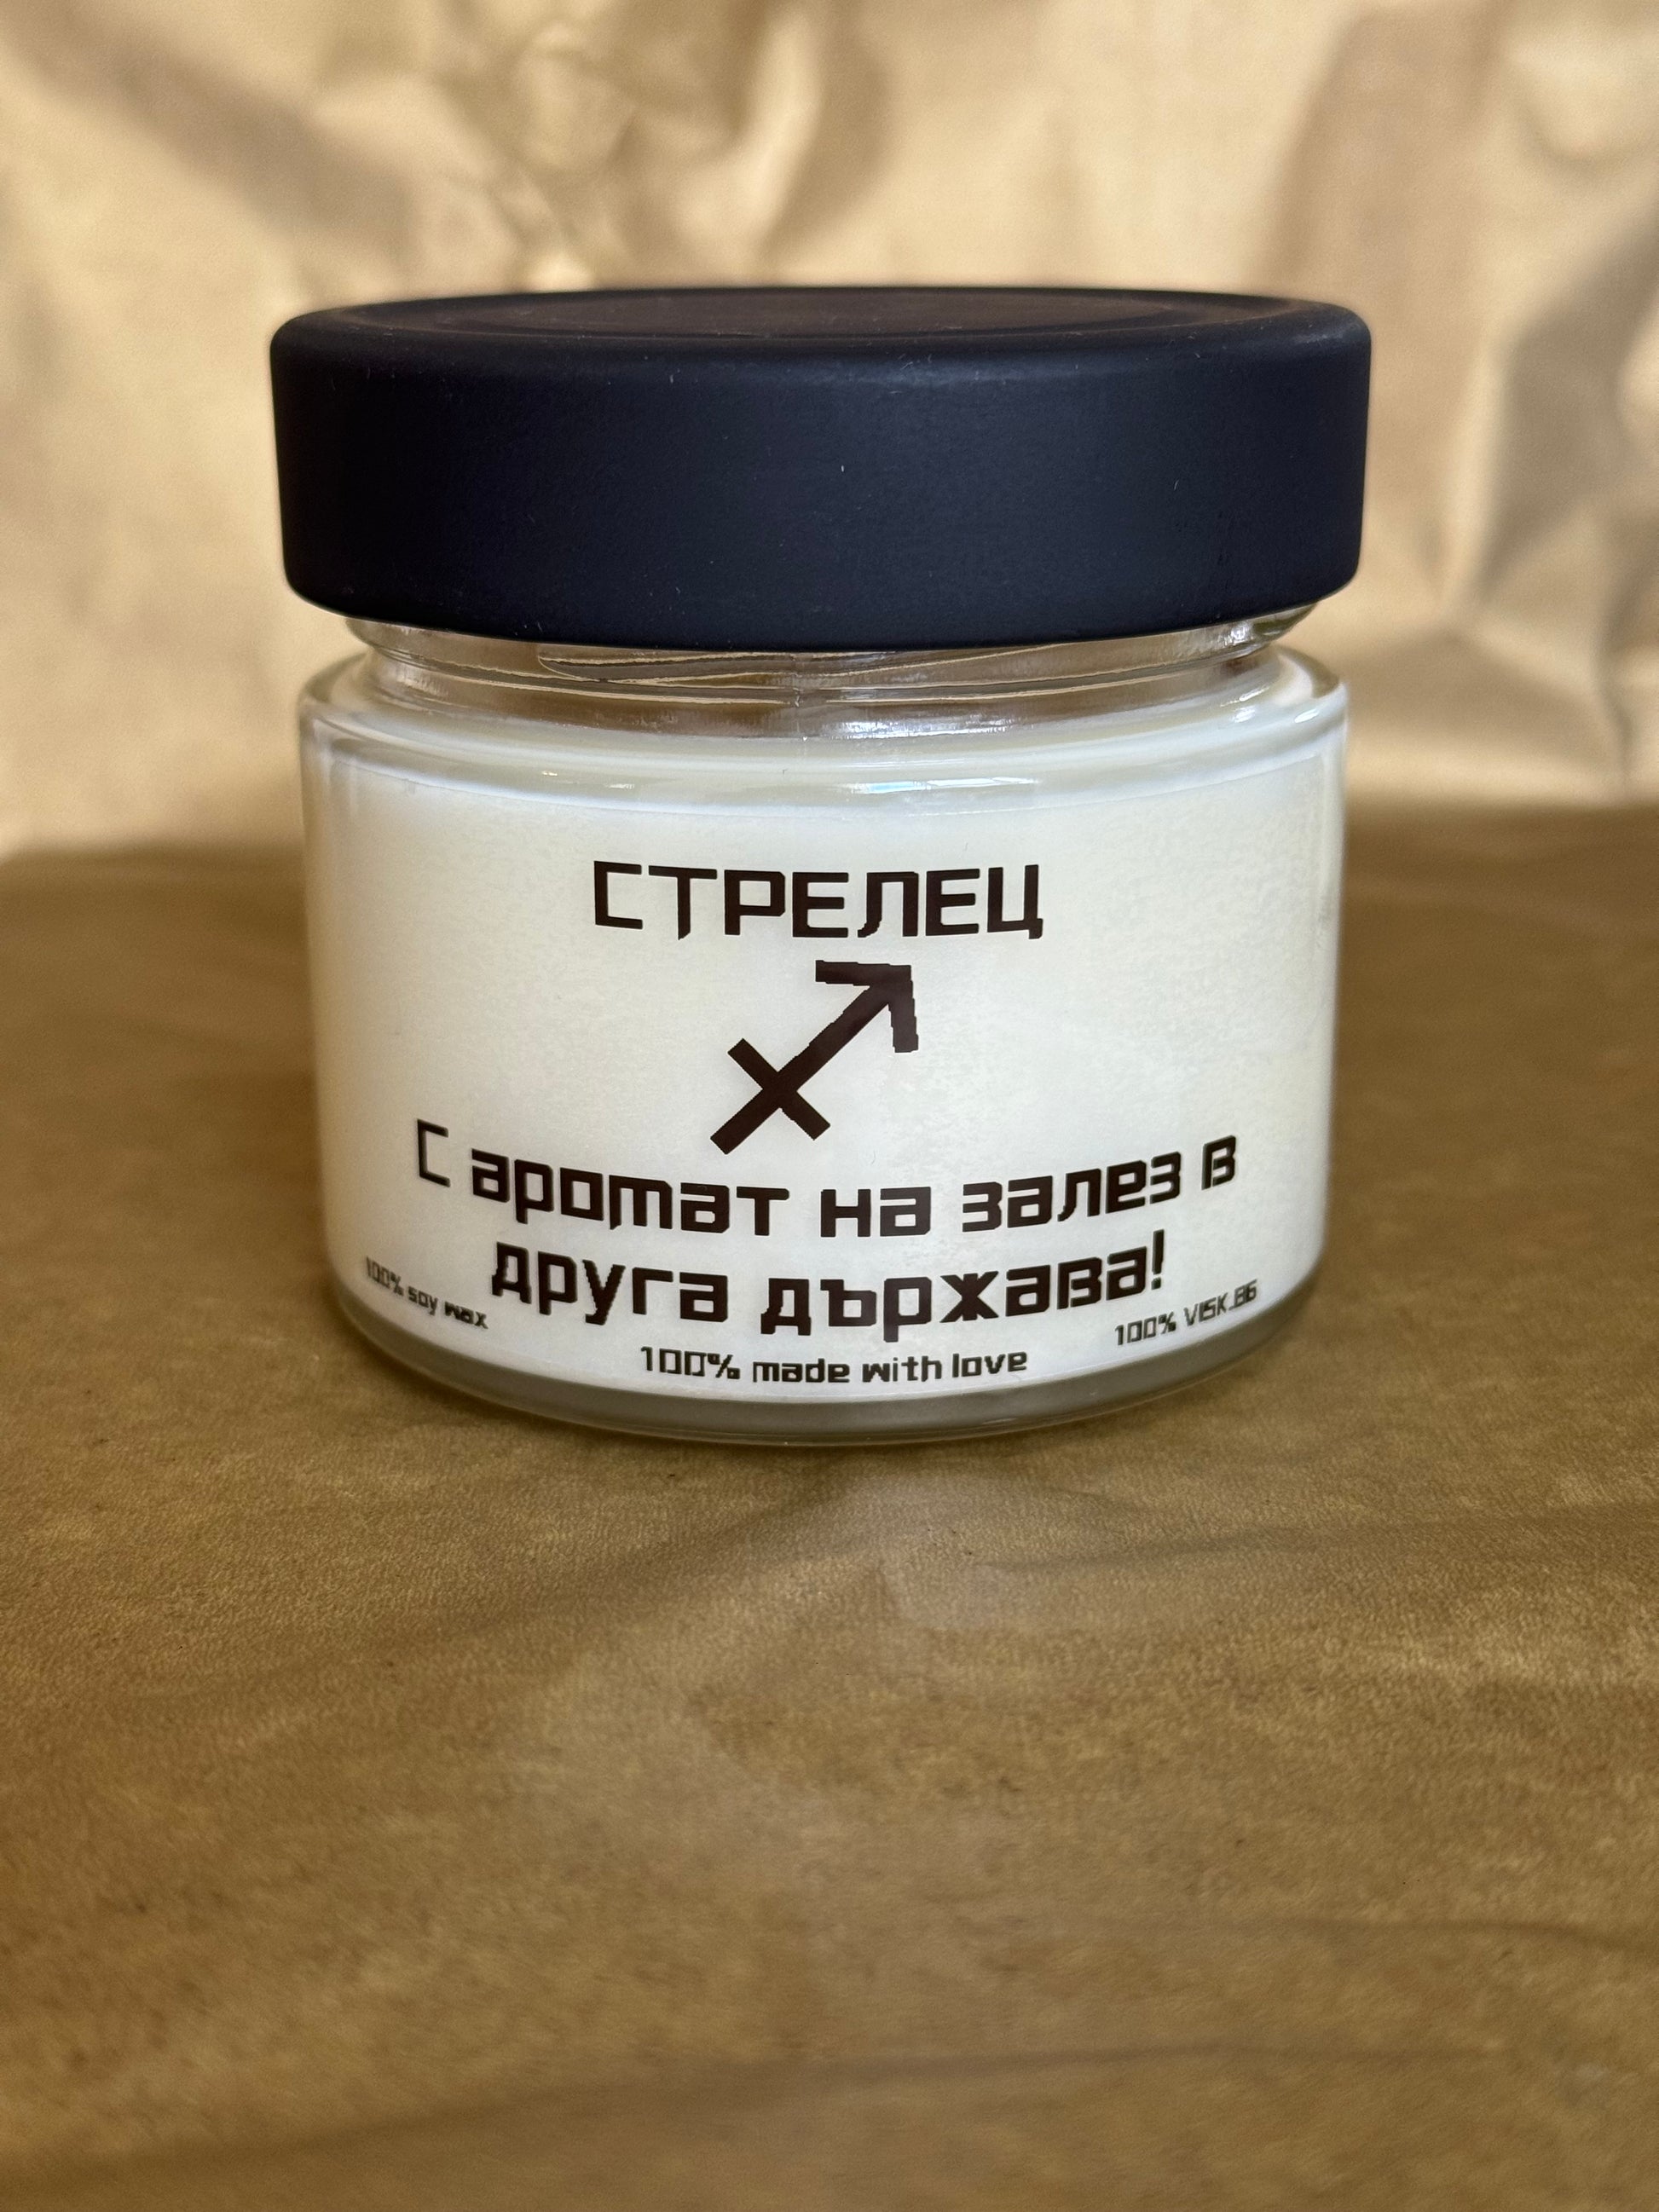 СТРЕЛЕЦ
С аромат на залез в
друга държава!
100% soy wax
100% made with love
100% VISK.BG